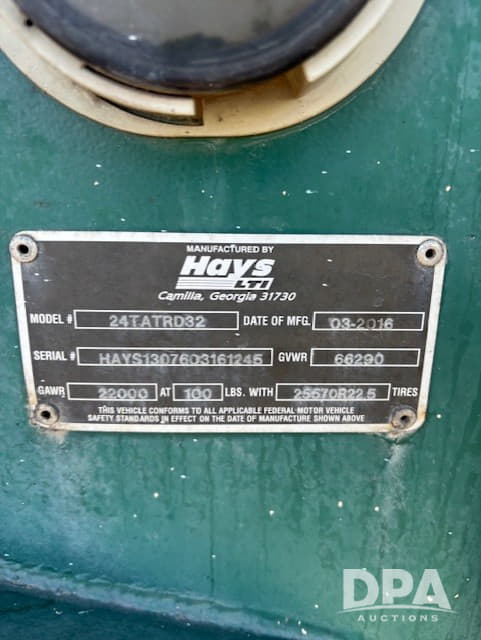 MANUFACTURED BY
Hays
LTI
Camilla, Georgia 31730
MODEL # 24TATRD32 DATE OF MFG. 03-2016
SERIAL # HAYS1307603161245 GVWR 66290
GAWR 22000 AT 100 LBS. WITH 25570R22.5 TIRES
THIS VEHICLE CONFORMS TO ALL APPLICABLE FEDERAL MOTOR VEHICLE
SAFETY STANDARDS IN EFFECT ON THE DATE OF MANUFACTURE SHOWN ABOVE
DPA
AUCTIONS